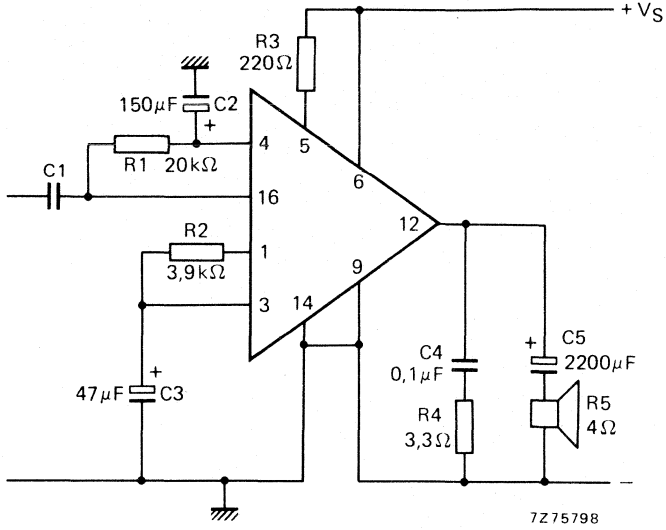 + VS
R3
220Ω
150μF C2
+
4
5
R1 20kΩ
6
C1
16
12
R2
1
9
3,9kΩ
3
14
+
C4
+ C5
0,1μF
2200μF
47μF C3
R4
R5
3,3Ω
4Ω
−
7Z75798